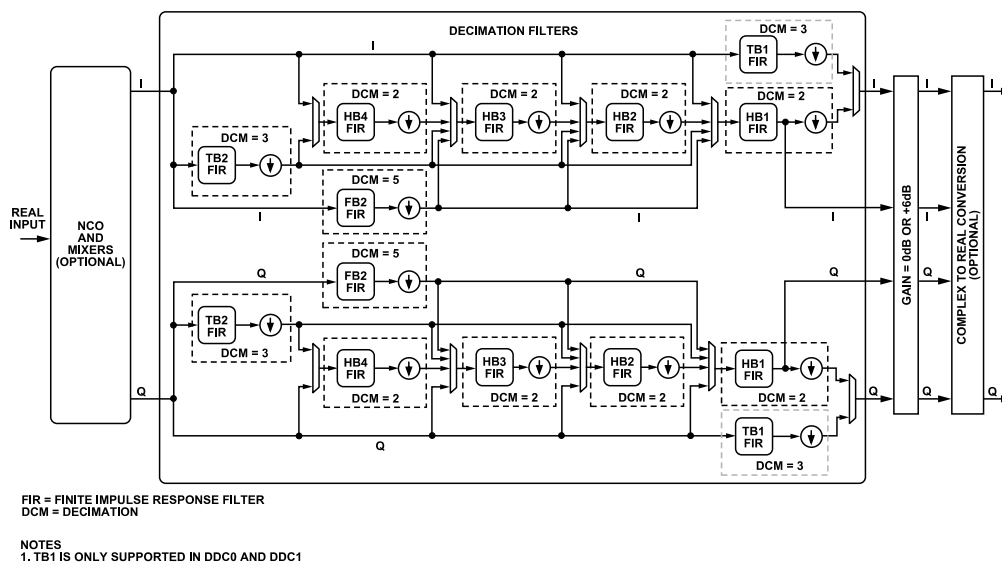 DECIMATION FILTERS
DCM = 3
I
TB1
FIR
I
I
I
I
DCM = 2
DCM = 2
DCM = 2
DCM = 2
HB4
FIR
HB3
FIR
HB2
FIR
HB1
FIR
DCM = 3
TB2
FIR
DCM = 5
FB2
FIR
I
I
I
I
REAL
INPUT
NCO
AND
MIXERS
(OPTIONAL)
GAIN = 0dB OR +6dB
COMPLEX TO REAL CONVERSION
(OPTIONAL)
DCM = 5
Q
FB2
FIR
Q
Q
Q
TB2
FIR
DCM = 3
HB4
FIR
HB3
FIR
HB2
FIR
HB1
FIR
DCM = 2
DCM = 2
DCM = 2
DCM = 2
Q
Q
Q
Q
Q
TB1
FIR
DCM = 3
FIR = FINITE IMPULSE RESPONSE FILTER
DCM = DECIMATION
NOTES
1. TB1 IS ONLY SUPPORTED IN DDC0 AND DDC1